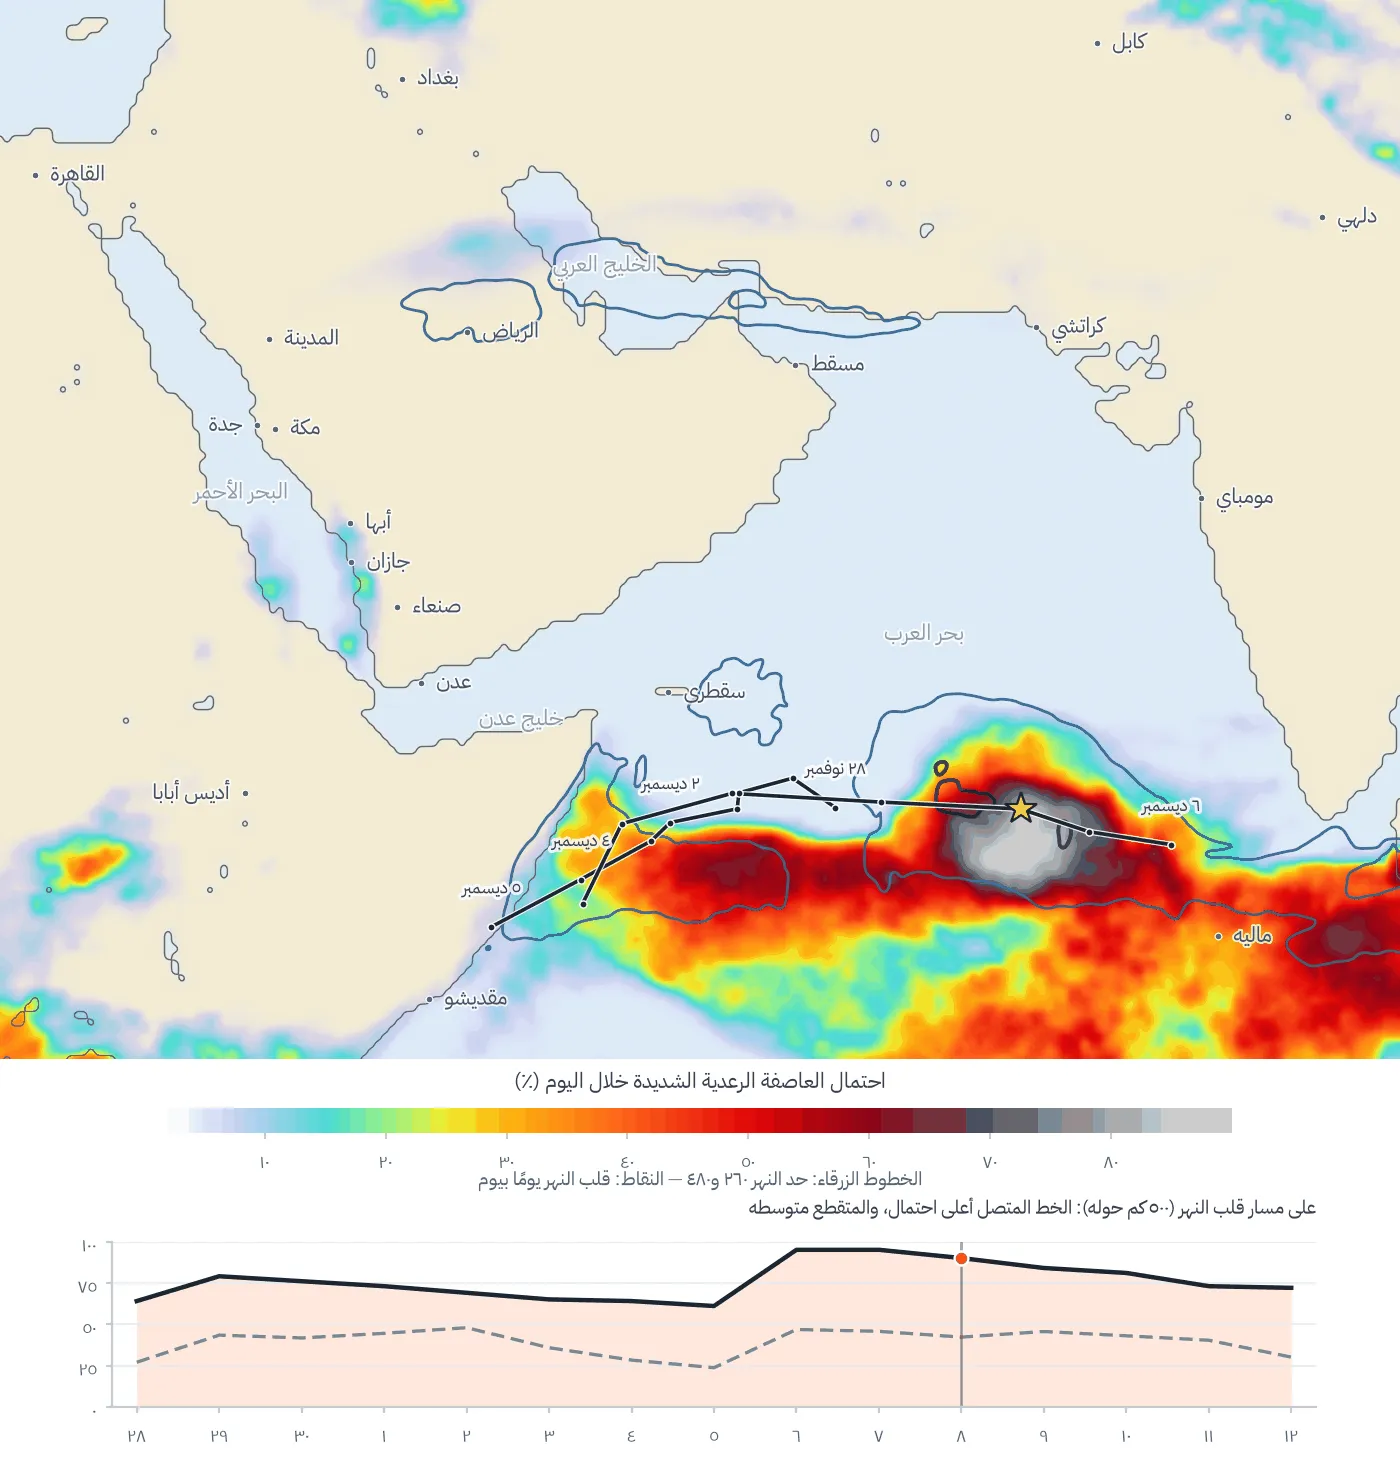 كابل
بغداد
القاهرة
دلهي
الخليج العربي
الرياض
المدينة
كراتشي
مسقط
جدة
مكة
البحر الأحمر
مومباي
أبها
جازان
صنعاء
بحر العرب
عدن
سقطرى
خليج عدن
٢٨ نوفمبر
٢ ديسمبر
أديس أبابا
٦ ديسمبر
٤ ديسمبر
٥ ديسمبر
ماليه
مقديشو
احتمال العاصفة الرعدية الشديدة خلال اليوم (٪)
١٠ ٢٠ ٣٠ ٤٠ ٥٠ ٦٠ ٧٠ ٨٠
الخطوط الزرقاء: حد النهر ٢٦٠ و٤٨٠ — النقاط: قلب النهر يومًا بيوم
على مسار قلب النهر (٥٠٠ كم حوله): الخط المتصل أعلى احتمال، والمتقطع متوسطه
١٠٠
٧٥
٥٠
٢٥
٠
٢٨ ٢٩ ٣٠ ١ ٢ ٣ ٤ ٥ ٦ ٧ ٨ ٩ ١٠ ١١ ١٢